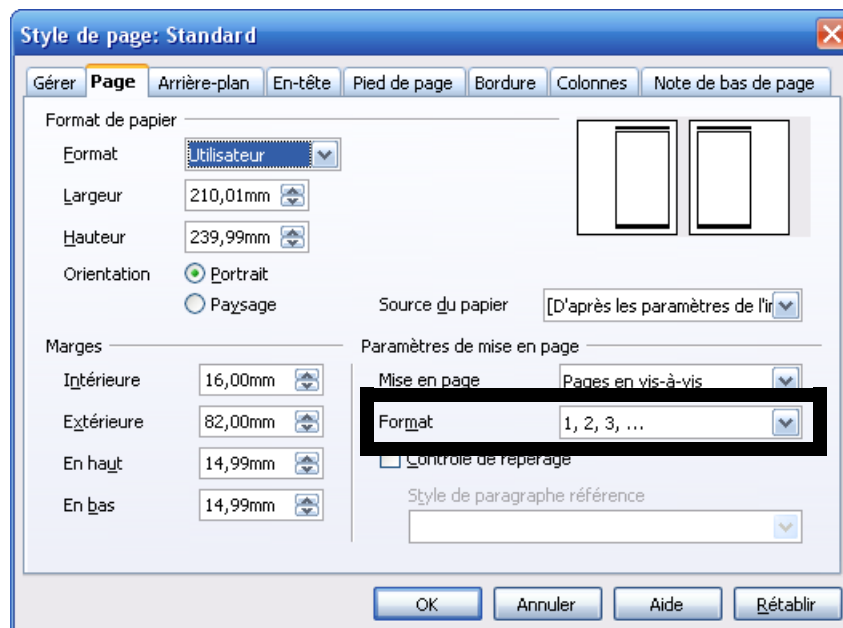 Style de page: Standard
Gérer Page Arrière-plan En-tête Pied de page Bordure Colonnes Note de bas de page
Format de papier
Format Utilisateur
Largeur 210,01mm
Hauteur 239,99mm
Orientation Portrait
Paysage Source du papier [D'après les paramètres de l'ir
Marges Paramètres de mise en page
Intérieure 16,00mm Mise en page Pages en vis-à-vis
Extérieure 82,00mm Format 1, 2, 3, ...
En haut 14,99mm Contrôle de repérage
En bas 14,99mm Style de paragraphe référence
OK Annuler Aide Rétablir